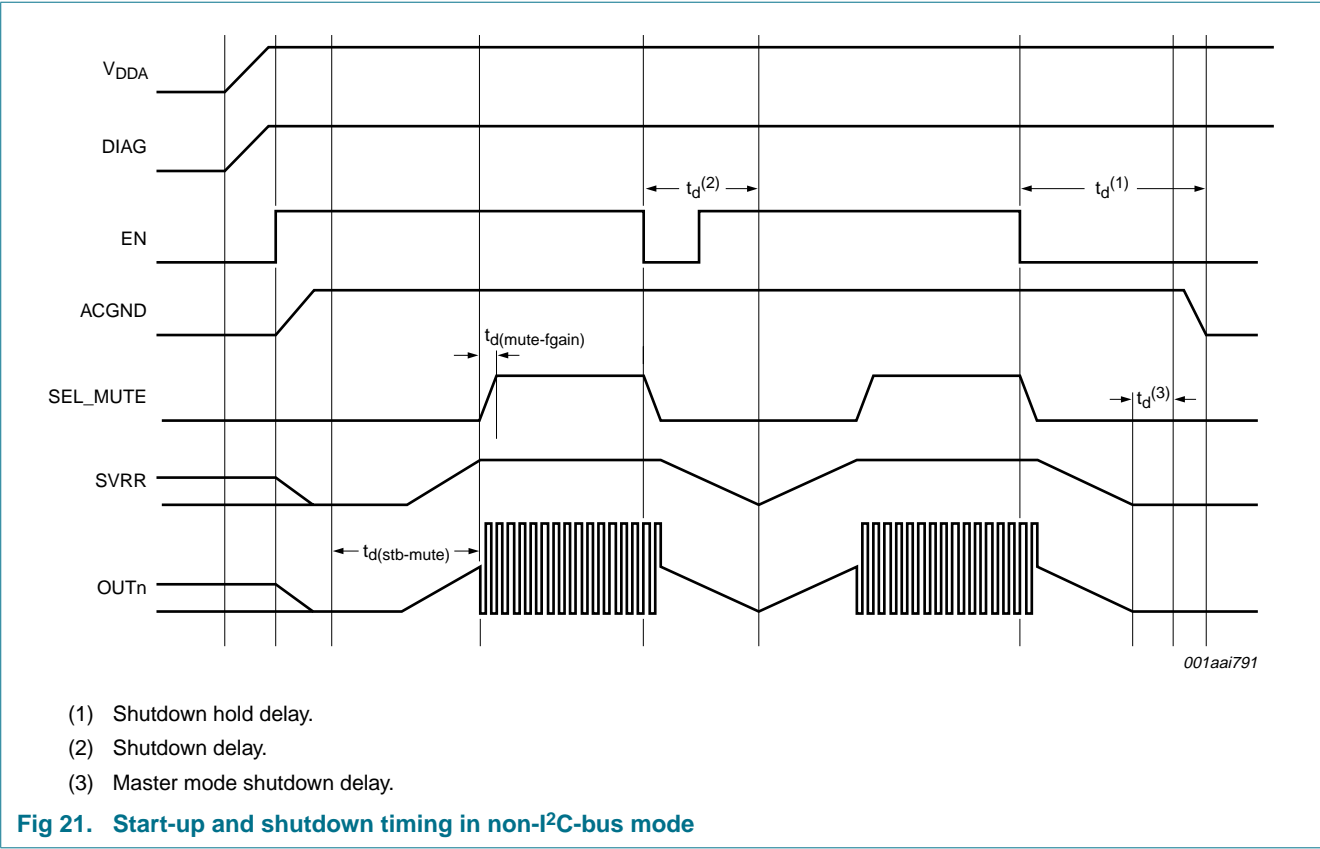 VDDA
DIAG
td(2) td(1)
EN
ACGND
td(mute-fgain)
SEL_MUTE
td(3)
SVRR
td(stb-mute)
OUTn
001aai791
(1) Shutdown hold delay.
(2) Shutdown delay.
(3) Master mode shutdown delay.
Fig 21. Start-up and shutdown timing in non-I2C-bus mode